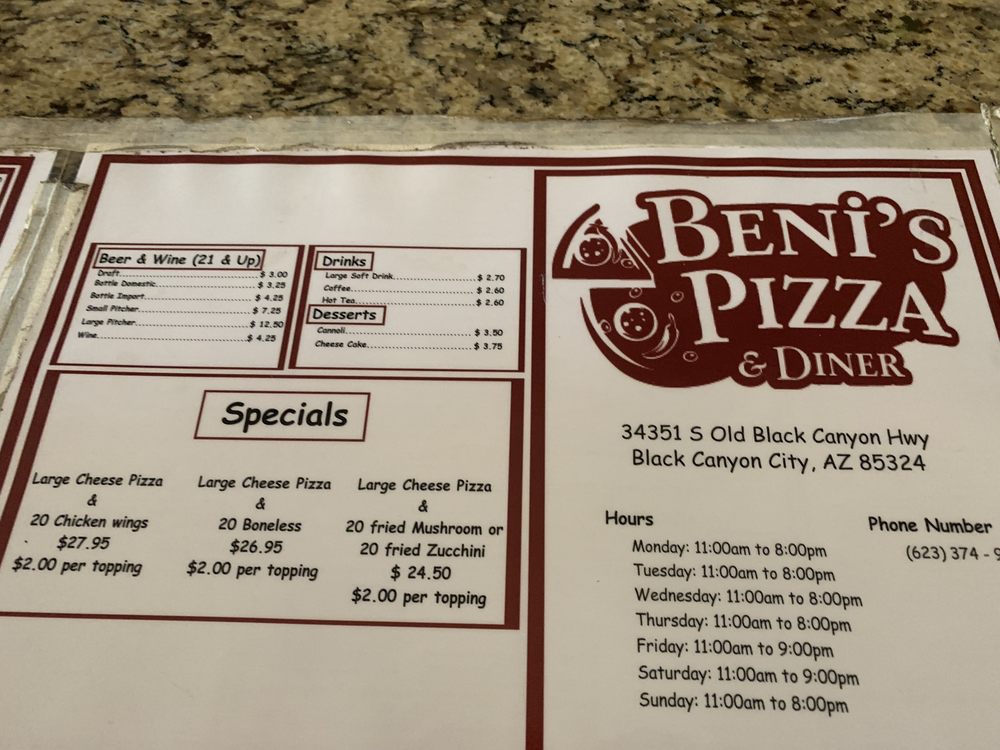 Beer & Wine (21 & Up)
Draft $ 3.00
Bottle Domestic $ 3.25
Bottle Import $ 4.25
Small Pitcher $ 7.25
Large Pitcher $ 12.50
Wine $ 4.25
Drinks
Large Soft Drink $ 2.70
Coffee $ 2.60
Hot Tea $ 2.60
Desserts
Cannoli $ 3.50
Cheese Cake $ 3.75
Specials
Large Cheese Pizza
&
20 Chicken wings
$27.95
$2.00 per topping
Large Cheese Pizza
&
20 Boneless
$26.95
$2.00 per topping
Large Cheese Pizza
&
20 fried Mushroom or
20 fried Zucchini
$ 24.50
$2.00 per topping
BENi'S
PIZZA
& DINER
34351 S Old Black Canyon Hwy
Black Canyon City, AZ 85324
Hours
Monday: 11:00am to 8:00pm
Tuesday: 11:00am to 8:00pm
Wednesday: 11:00am to 8:00pm
Thursday: 11:00am to 8:00pm
Friday: 11:00am to 9:00pm
Saturday: 11:00am to 9:00pm
Sunday: 11:00am to 8:00pm
Phone Number
(623) 374 - 9